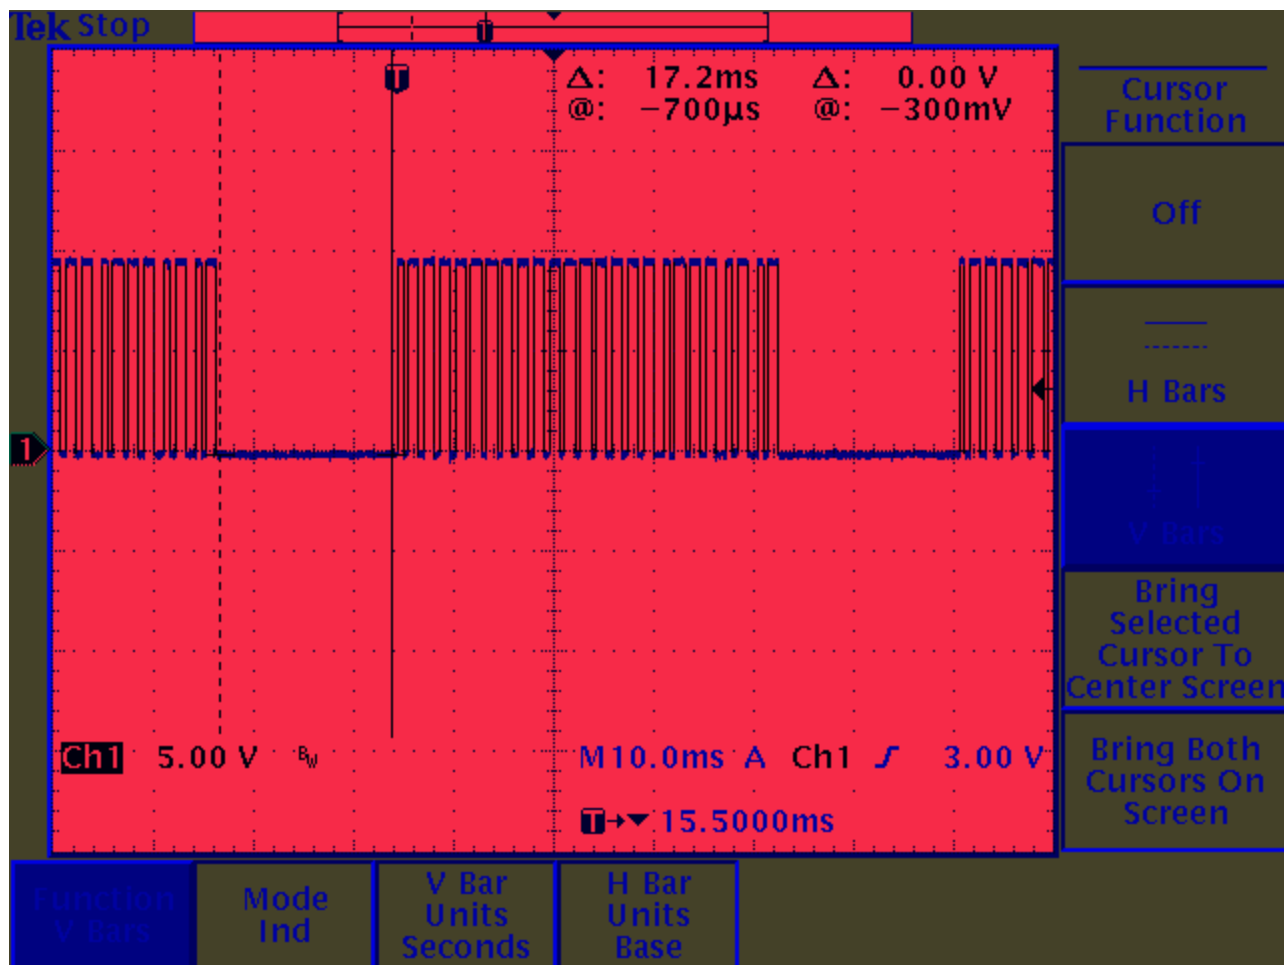 Tek Stop
T
T
Δ: 17.2ms Δ: 0.00 V
@: −700µs @: −300mV
Cursor
Function
Off
H Bars
1
V Bars
Bring
Selected
Cursor To
Center Screen
Ch1 5.00 V BW M10.0ms A Ch1 3.00 V
T→▼ 15.5000ms
Bring Both
Cursors On
Screen
Function
V Bars
Mode
Ind
V Bar
Units
Seconds
H Bar
Units
Base